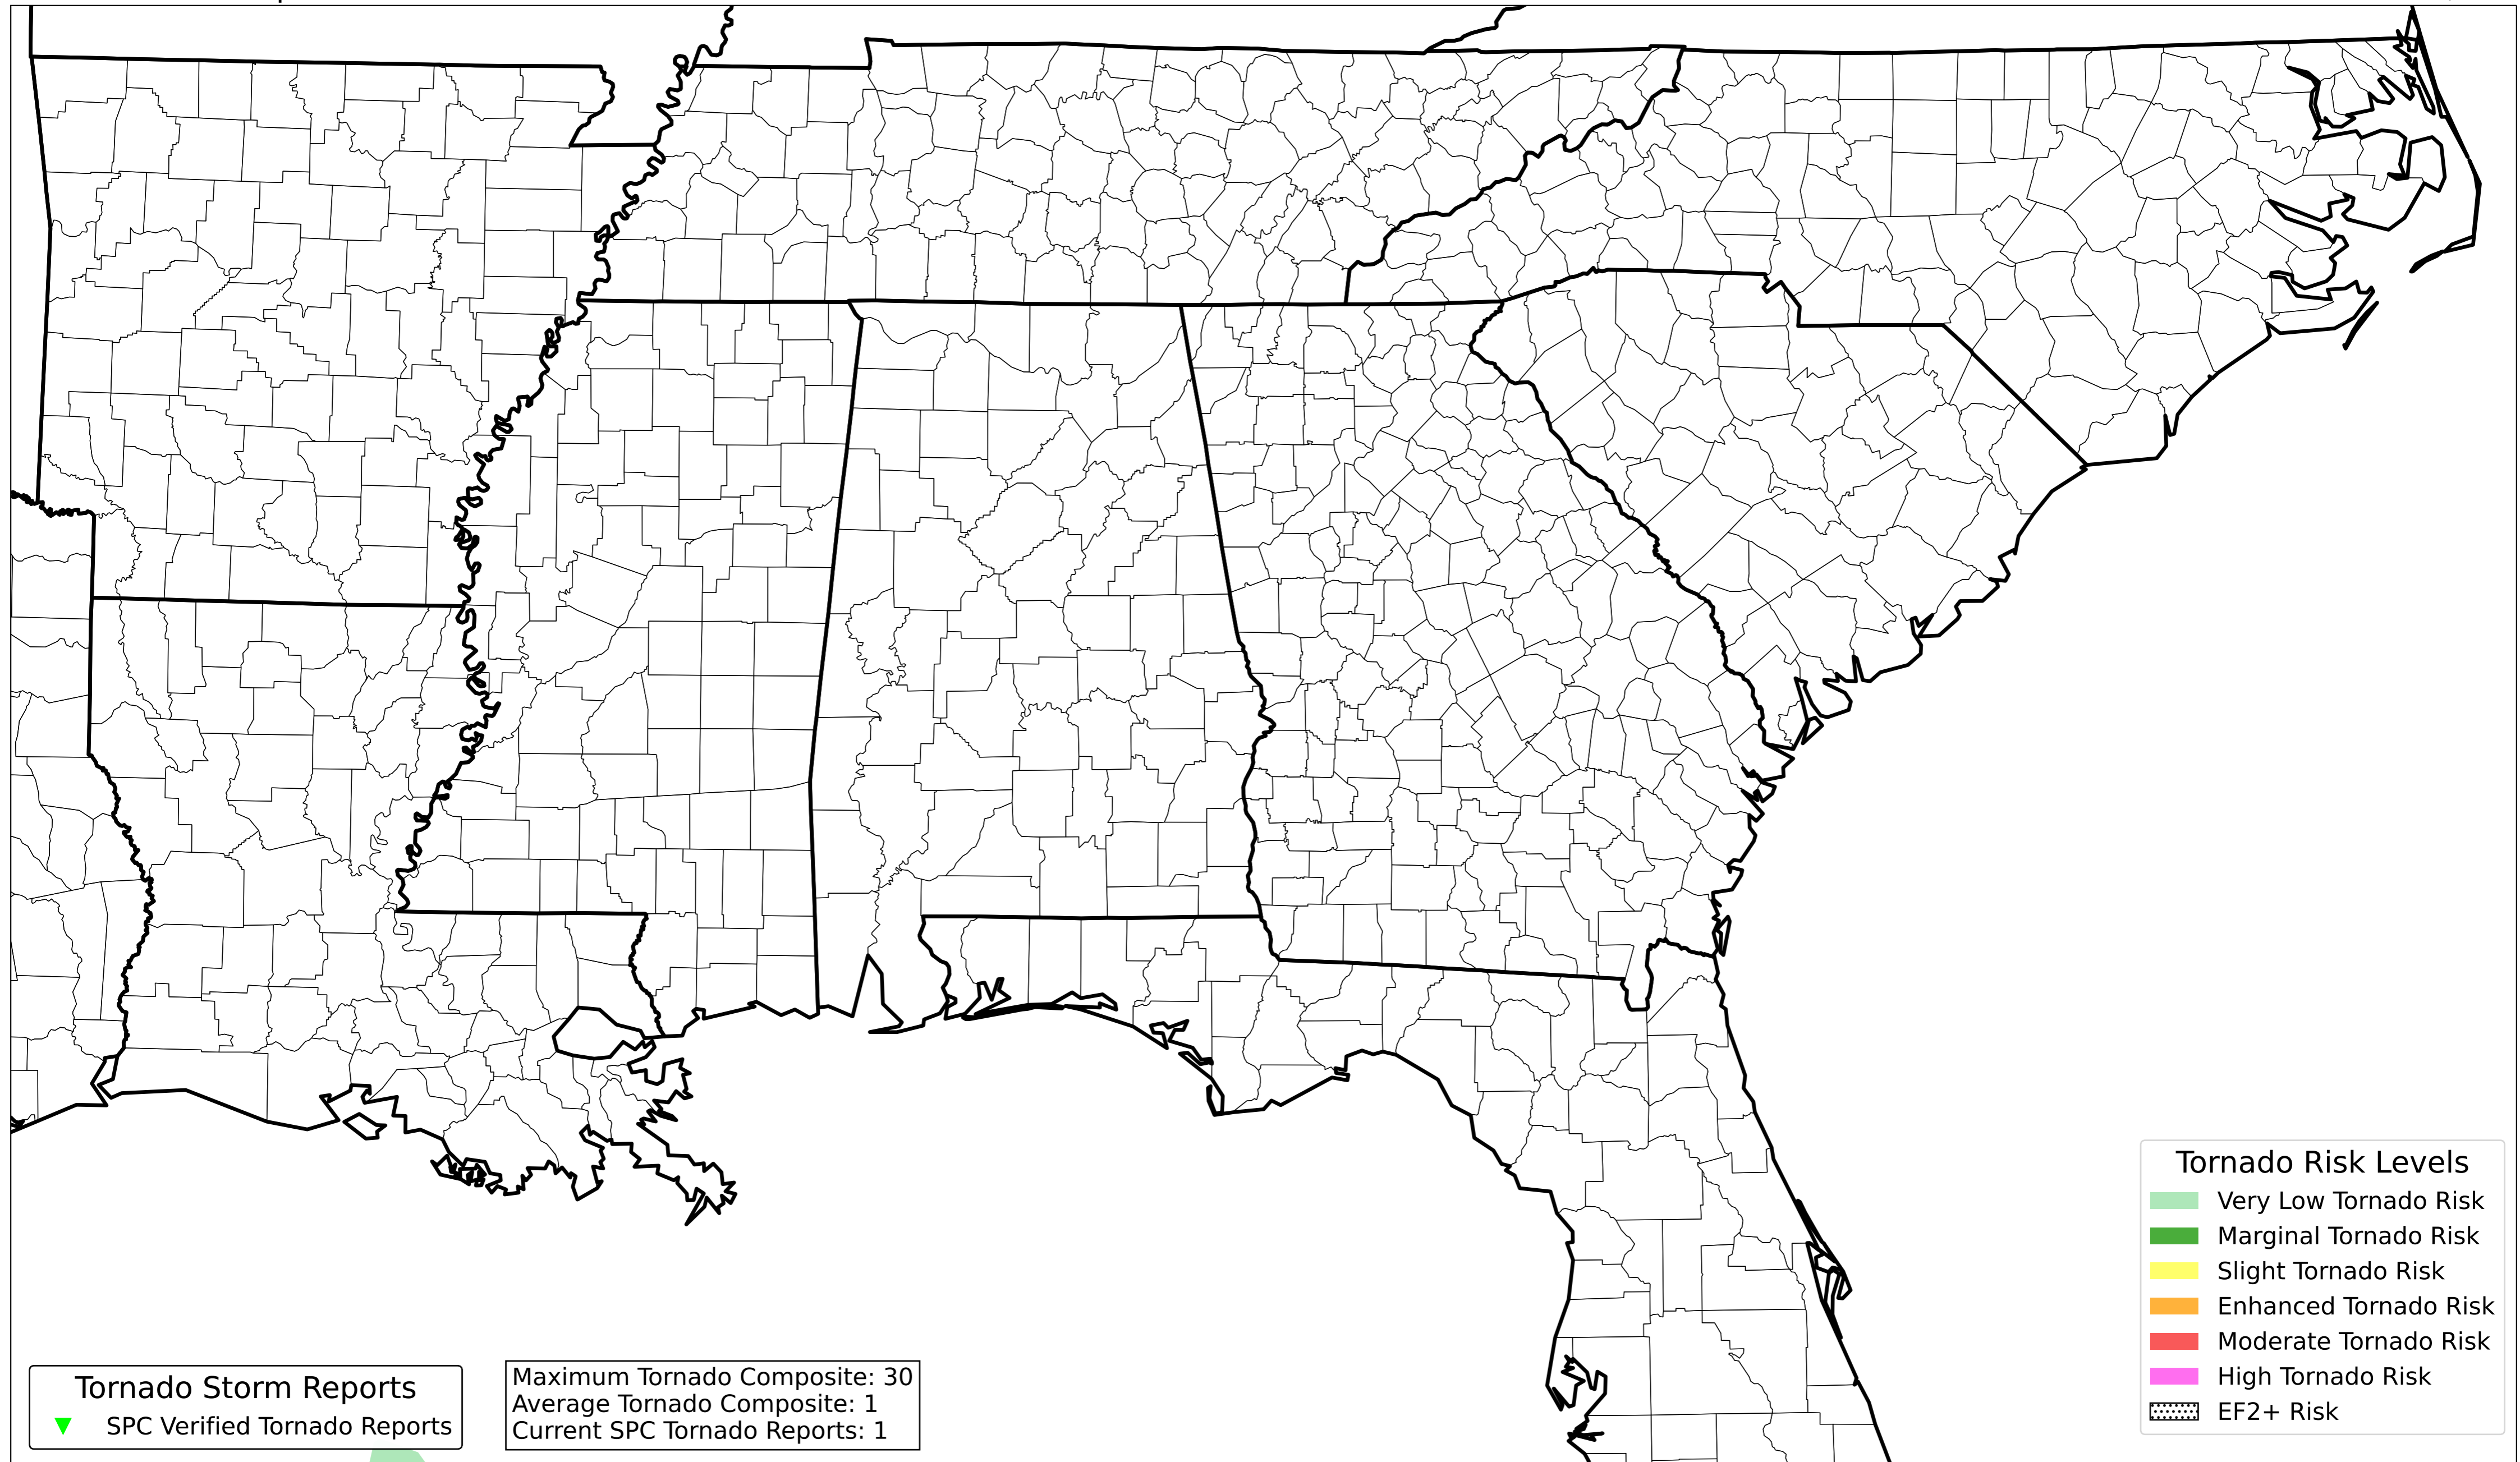 Tornado Risk Levels
Very Low Tornado Risk
Marginal Tornado Risk
Slight Tornado Risk
Enhanced Tornado Risk
Moderate Tornado Risk
High Tornado Risk
EF2+ Risk
Tornado Storm Reports
SPC Verified Tornado Reports
Maximum Tornado Composite: 30
Average Tornado Composite: 1
Current SPC Tornado Reports: 1